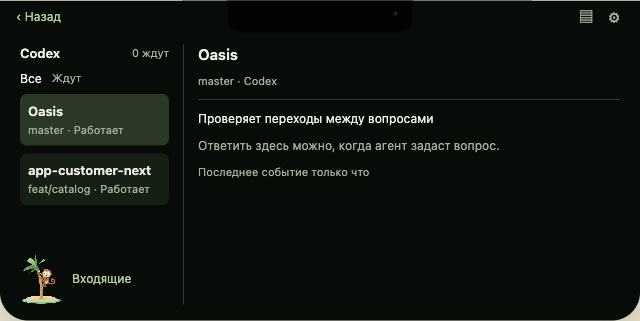 ‹ Назад
Codex
0 ждут
Все Ждут
Oasis
master · Работает
app-customer-next
feat/catalog · Работает
Входящие
Oasis
master · Codex
Проверяет переходы между вопросами
Ответить здесь можно, когда агент задаст вопрос.
Последнее событие только что